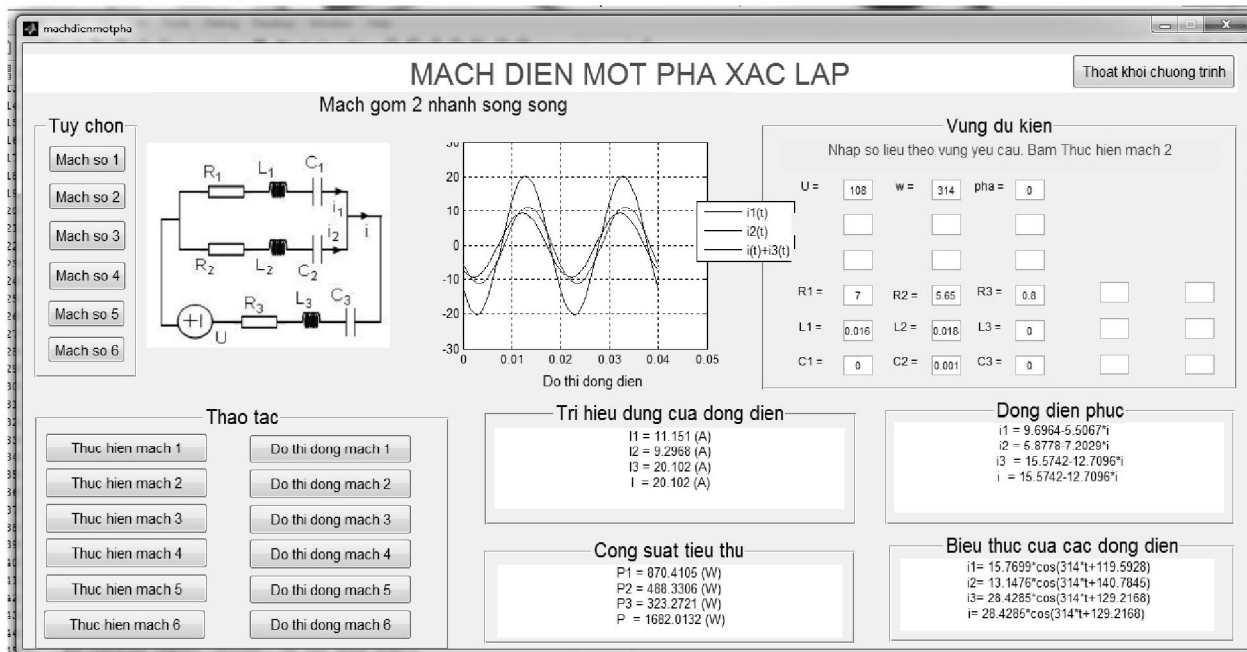 machdienmotpha
MACH DIEN MOT PHA XAC LAP
Thoat khoi chuong trinh
Mach gom 2 nhanh song song
Tuy chon
Mach so 1
Mach so 2
Mach so 3
Mach so 4
Mach so 5
Mach so 6
R1 L1 C1
i1
i2 i
R2 L2 C2
R3 L3 C3
U
30
20
10
0
-10
-20
-30
0 0.01 0.02 0.03 0.04 0.05
Do thi dong dien
i1(t)
i2(t)
i(t)+i3(t)
Vung du kien
Nhap so lieu theo vung yeu cau. Bam Thuc hien mach 2
U = 108 w = 314 pha = 0
R1 = 7 R2 = 5.65 R3 = 0.8
L1 = 0.016 L2 = 0.018 L3 = 0
C1 = 0 C2 = 0.001 C3 = 0
Thao tac
Thuc hien mach 1 Do thi dong mach 1
Thuc hien mach 2 Do thi dong mach 2
Thuc hien mach 3 Do thi dong mach 3
Thuc hien mach 4 Do thi dong mach 4
Thuc hien mach 5 Do thi dong mach 5
Thuc hien mach 6 Do thi dong mach 6
Tri hieu dung cua dong dien
I1 = 11.151 (A)
I2 = 9.2968 (A)
I3 = 20.102 (A)
I = 20.102 (A)
Dong dien phuc
i1 = 9.6964-5.5067*i
i2 = 5.8778-7.2029*i
i3 = 15.5742-12.7096*i
i = 15.5742-12.7096*i
Cong suat tieu thu
P1 = 870.4105 (W)
P2 = 488.3306 (W)
P3 = 323.2721 (W)
P = 1682.0132 (W)
Bieu thuc cua cac dong dien
i1= 15.7699*cos(314*t+119.5928)
i2= 13.1476*cos(314*t+140.7845)
i3= 28.4285*cos(314*t+129.2168)
i= 28.4285*cos(314*t+129.2168)